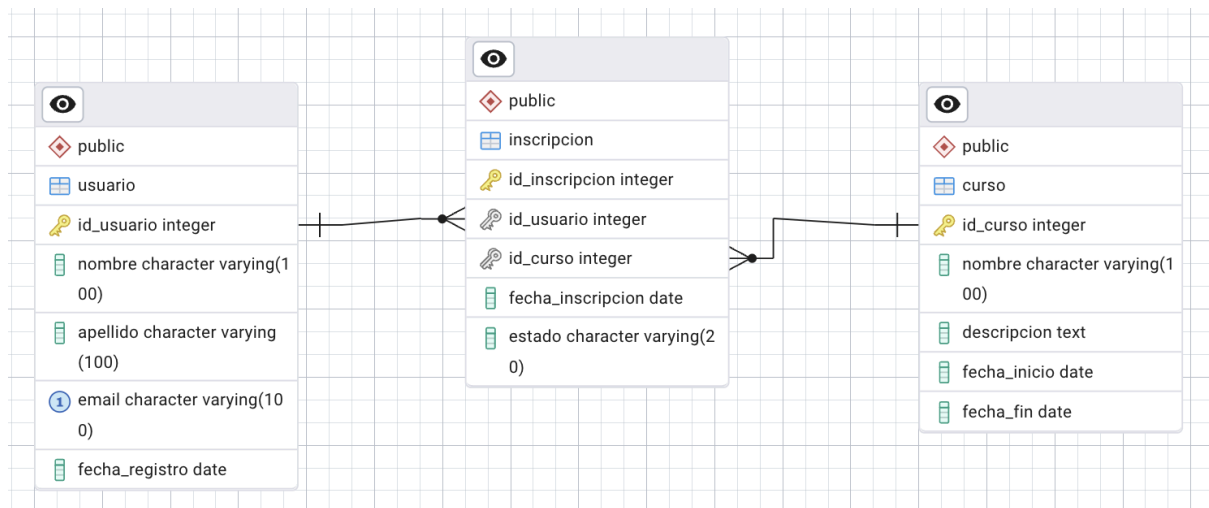 public
usuario
id_usuario integer
nombre character varying(1
00)
apellido character varying
(100)
1
email character varying(10
0)
fecha_registro date
public
inscripcion
id_inscripcion integer
id_usuario integer
id_curso integer
fecha_inscripcion date
estado character varying(2
0)
public
curso
id_curso integer
nombre character varying(1
00)
descripcion text
fecha_inicio date
fecha_fin date